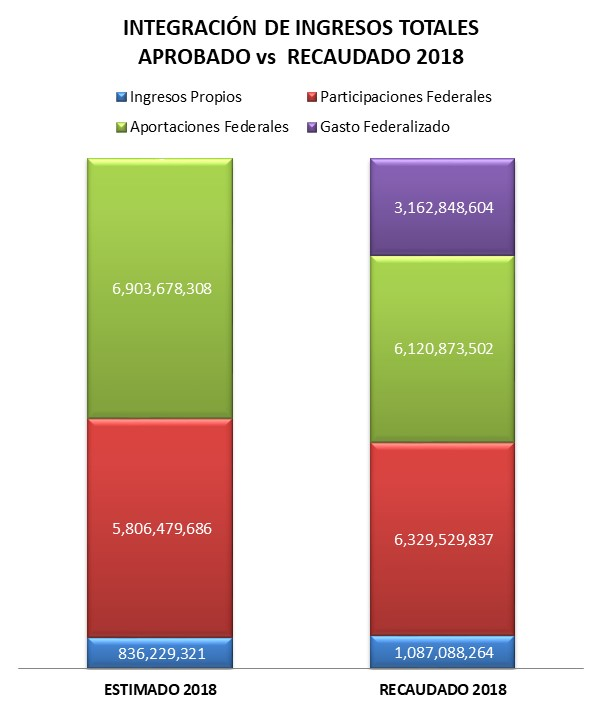 INTEGRACIÓN DE INGRESOS TOTALES
APROBADO vs RECAUDADO 2018
Ingresos Propios
Participaciones Federales
Aportaciones Federales
Gasto Federalizado
6,903,678,308
5,806,479,686
836,229,321
3,162,848,604
6,120,873,502
6,329,529,837
1,087,088,264
ESTIMADO 2018
RECAUDADO 2018